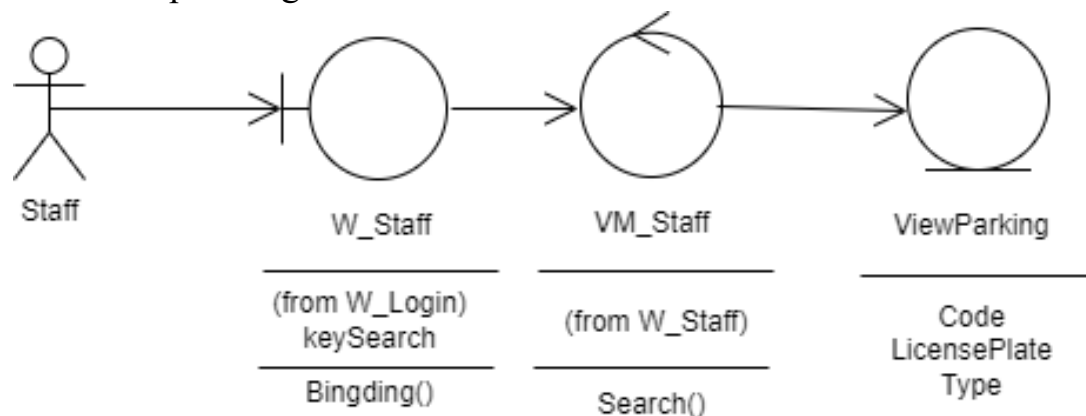 Staff
W_Staff
VM_Staff
ViewParking
(from W_Login)
keySearch
Bingding()
(from W_Staff)
Search()
Code
LicensePlate
Type